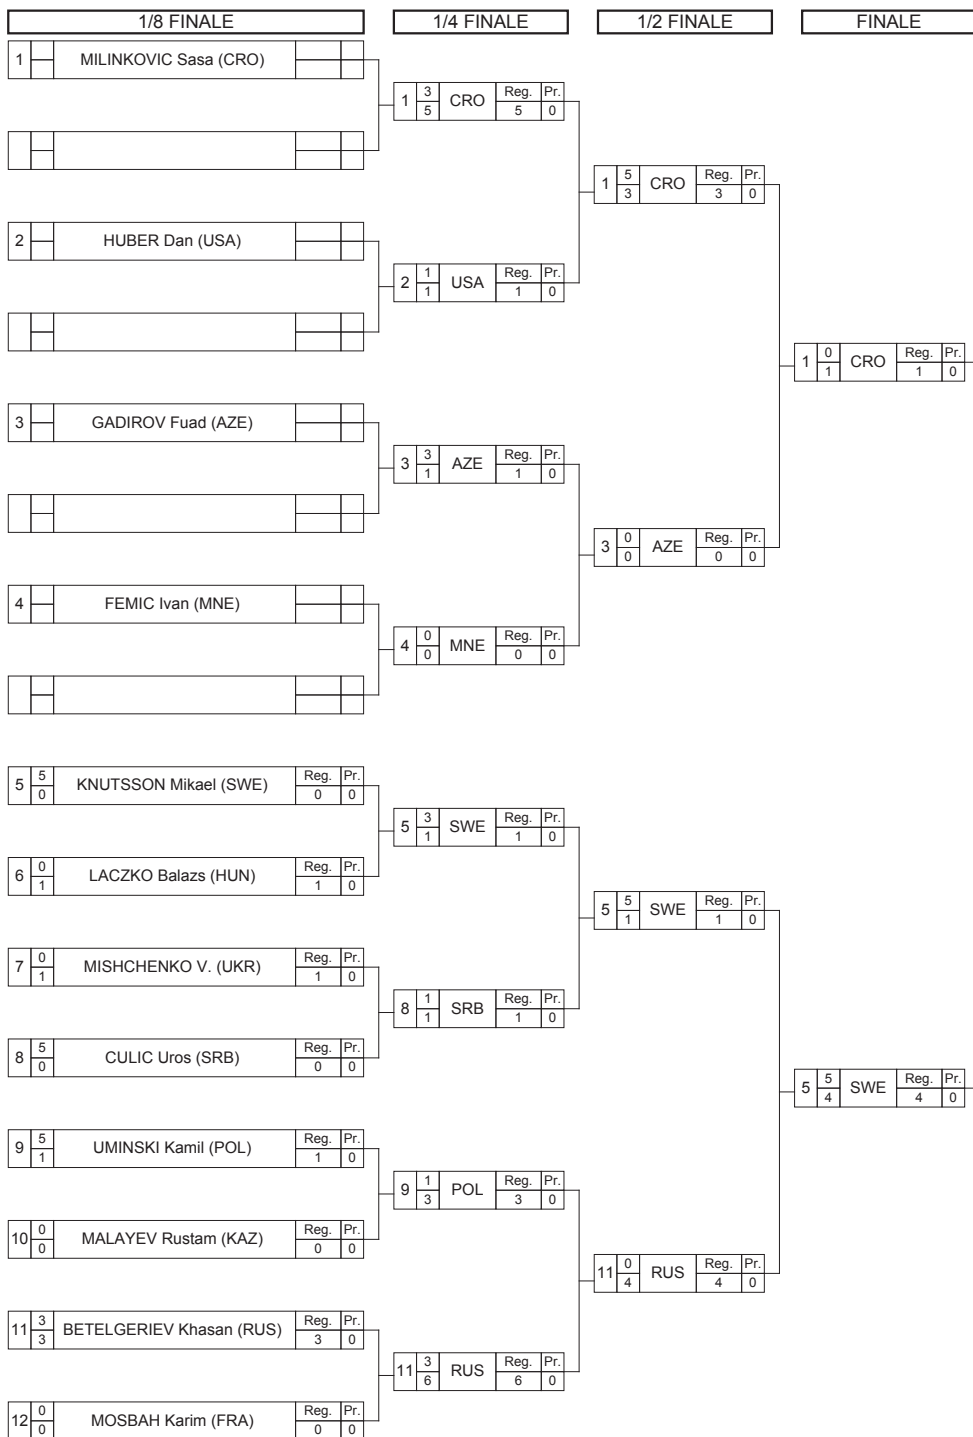 1/8 FINALE
1/4 FINALE
1/2 FINALE
FINALE
1 MILINKOVIC Sasa (CRO)
1 3 5 CRO Reg. 5 Pr. 0
1 5 3 CRO Reg. 3 Pr. 0
2 HUBER Dan (USA)
2 1 1 USA Reg. 1 Pr. 0
1 0 1 CRO Reg. 1 Pr. 0
3 GADIROV Fuad (AZE)
3 3 1 AZE Reg. 1 Pr. 0
3 0 0 AZE Reg. 0 Pr. 0
4 FEMIC Ivan (MNE)
4 0 0 MNE Reg. 0 Pr. 0
5 5 0 KNUTSSON Mikael (SWE) Reg. 0 Pr. 0
5 3 1 SWE Reg. 1 Pr. 0
6 0 1 LACZKO Balazs (HUN) Reg. 1 Pr. 0
5 5 1 SWE Reg. 1 Pr. 0
7 0 1 MISHCHENKO V. (UKR) Reg. 1 Pr. 0
8 1 1 SRB Reg. 1 Pr. 0
8 5 0 CULIC Uros (SRB) Reg. 0 Pr. 0
5 5 4 SWE Reg. 4 Pr. 0
9 5 1 UMINSKI Kamil (POL) Reg. 1 Pr. 0
9 1 3 POL Reg. 3 Pr. 0
10 0 0 MALAYEV Rustam (KAZ) Reg. 0 Pr. 0
11 0 4 RUS Reg. 4 Pr. 0
11 3 3 BETELGERIEV Khasan (RUS) Reg. 3 Pr. 0
11 3 6 RUS Reg. 6 Pr. 0
12 0 0 MOSBAH Karim (FRA) Reg. 0 Pr. 0